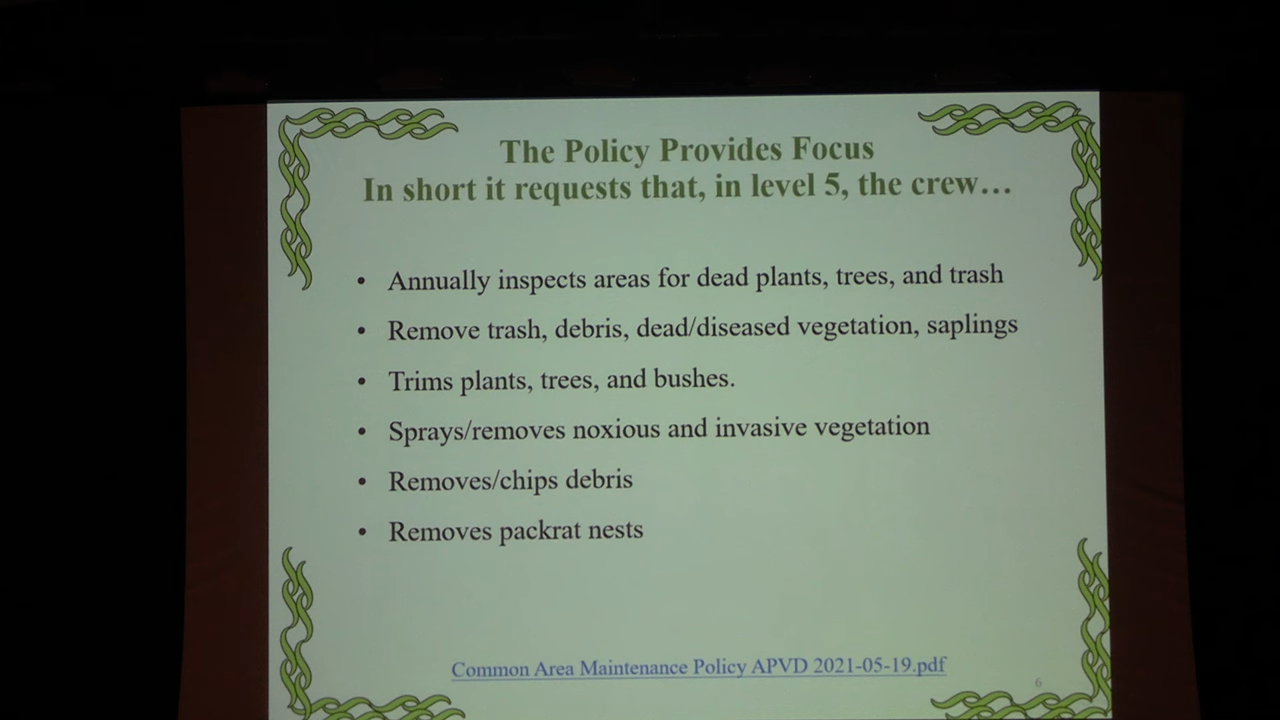 The Policy Provides Focus
In short it requests that, in level 5, the crew…
• Annually inspects areas for dead plants, trees, and trash
• Remove trash, debris, dead/diseased vegetation, saplings
• Trims plants, trees, and bushes.
• Sprays/removes noxious and invasive vegetation
• Removes/chips debris
• Removes packrat nests
Common Area Maintenance Policy APVD 2021-05-19.pdf
6